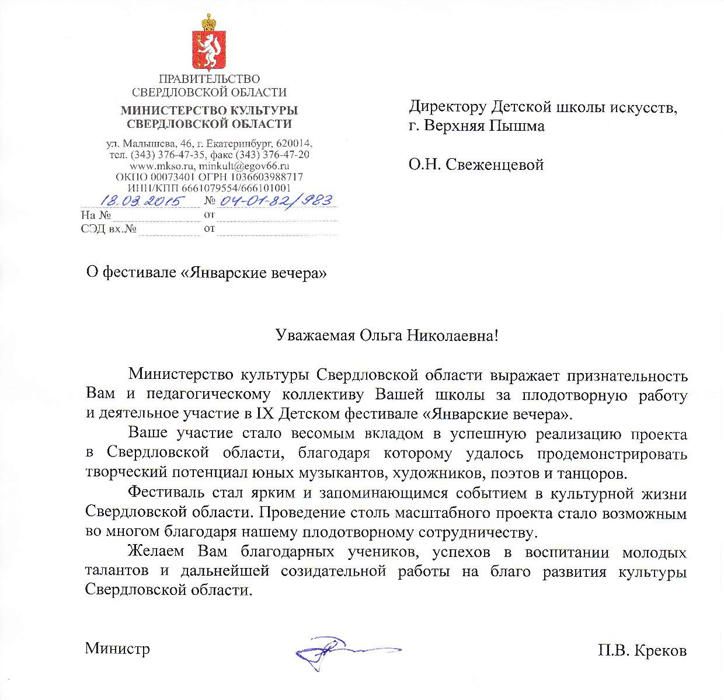 ПРАВИТЕЛЬСТВО
СВЕРДЛОВСКОЙ ОБЛАСТИ
МИНИСТЕРСТВО КУЛЬТУРЫ
СВЕРДЛОВСКОЙ ОБЛАСТИ
ул. Малышева, 46, г. Екатеринбург, 620014,
тел. (343) 376-47-35, факс (343) 376-47-20
www.mkso.ru, minkult@egov66.ru
ОКПО 00073401 ОГРН 1036603988717
ИНН/КПП 6661079554/666101001
18.03.2015 № 04-01-82/983
На № от
СЭД вх.№ от
Директору Детской школы искусств,
г. Верхняя Пышма
О.Н. Свеженцевой
О фестивале «Январские вечера»
Уважаемая Ольга Николаевна!
Министерство культуры Свердловской области выражает признательность
Вам и педагогическому коллективу Вашей школы за плодотворную работу
и деятельное участие в IX Детском фестивале «Январские вечера».
Ваше участие стало весомым вкладом в успешную реализацию проекта
в Свердловской области, благодаря которому удалось продемонстрировать
творческий потенциал юных музыкантов, художников, поэтов и танцоров.
Фестиваль стал ярким и запоминающимся событием в культурной жизни
Свердловской области. Проведение столь масштабного проекта стало возможным
во многом благодаря нашему плодотворному сотрудничеству.
Желаем Вам благодарных учеников, успехов в воспитании молодых
талантов и дальнейшей созидательной работы на благо развития культуры
Свердловской области.
Министр П.В. Креков